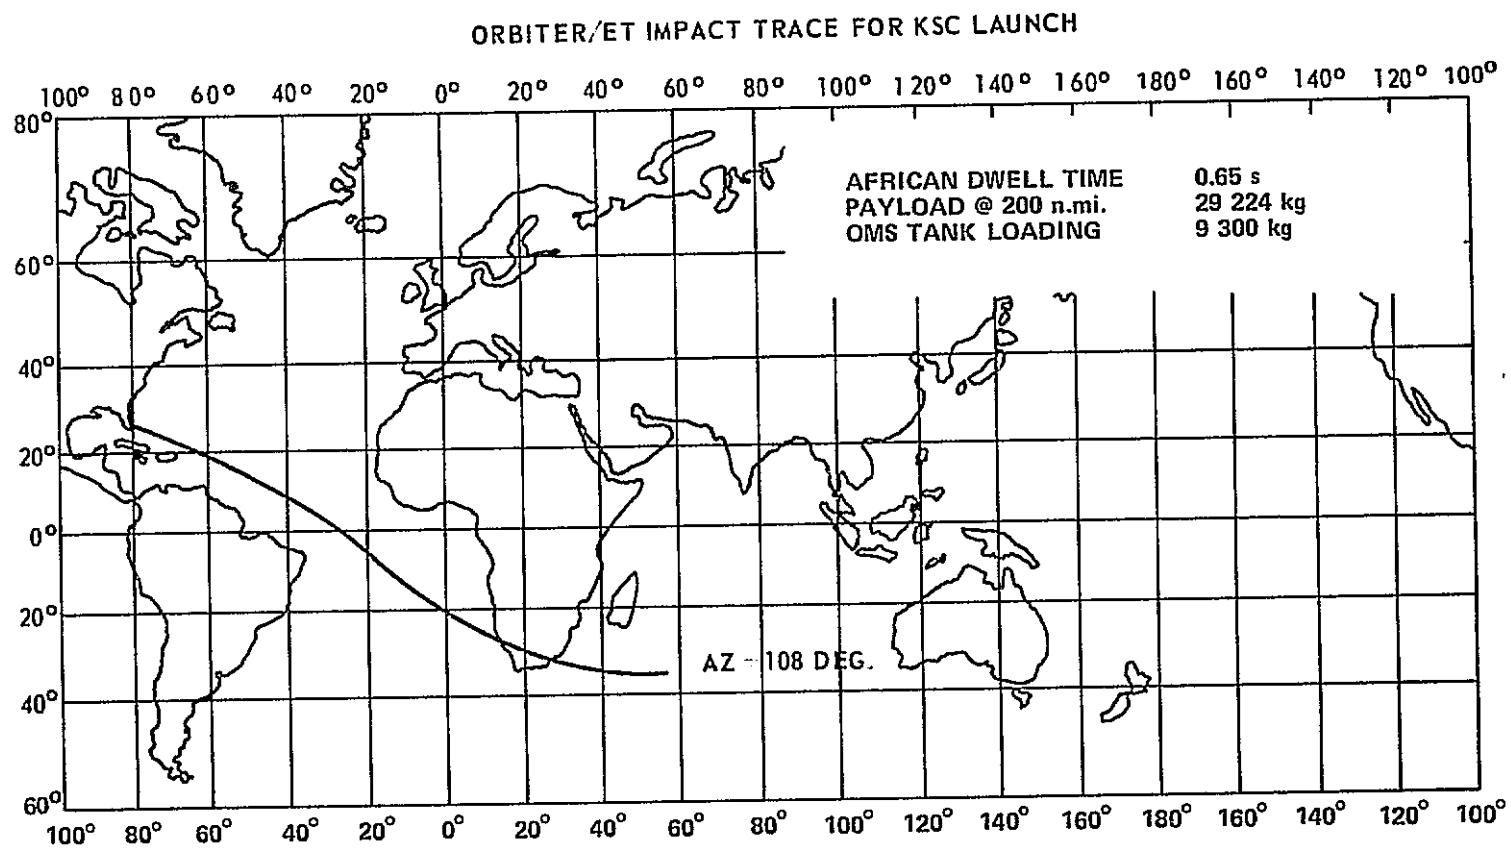 ORBITER/ET IMPACT TRACE FOR KSC LAUNCH
100° 80° 60° 40° 20° 0° 20° 40° 60° 80° 100° 120° 140° 160° 180° 160° 140° 120° 100°
80°
AFRICAN DWELL TIME 0.65 s
PAYLOAD @ 200 n.mi. 29 224 kg
OMS TANK LOADING 9 300 kg
60°
40°
20°
0°
20°
AZ - 108 DEG.
40°
60°
100° 80° 60° 40° 20° 0° 20° 40° 60° 80° 100° 120° 140° 160° 180° 160° 140° 120° 100°